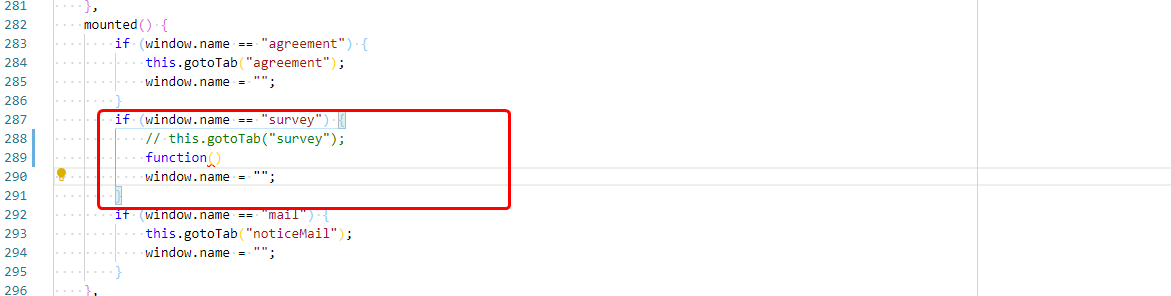 281 },
282 mounted() {
283 if (window.name == "agreement") {
284 this.gotoTab("agreement");
285 window.name = "";
286 }
287 if (window.name == "survey") {
288 // this.gotoTab("survey");
289 function()
290 window.name = "";
291 }
292 if (window.name == "mail") {
293 this.gotoTab("noticeMail");
294 window.name = "";
295 }
296 },